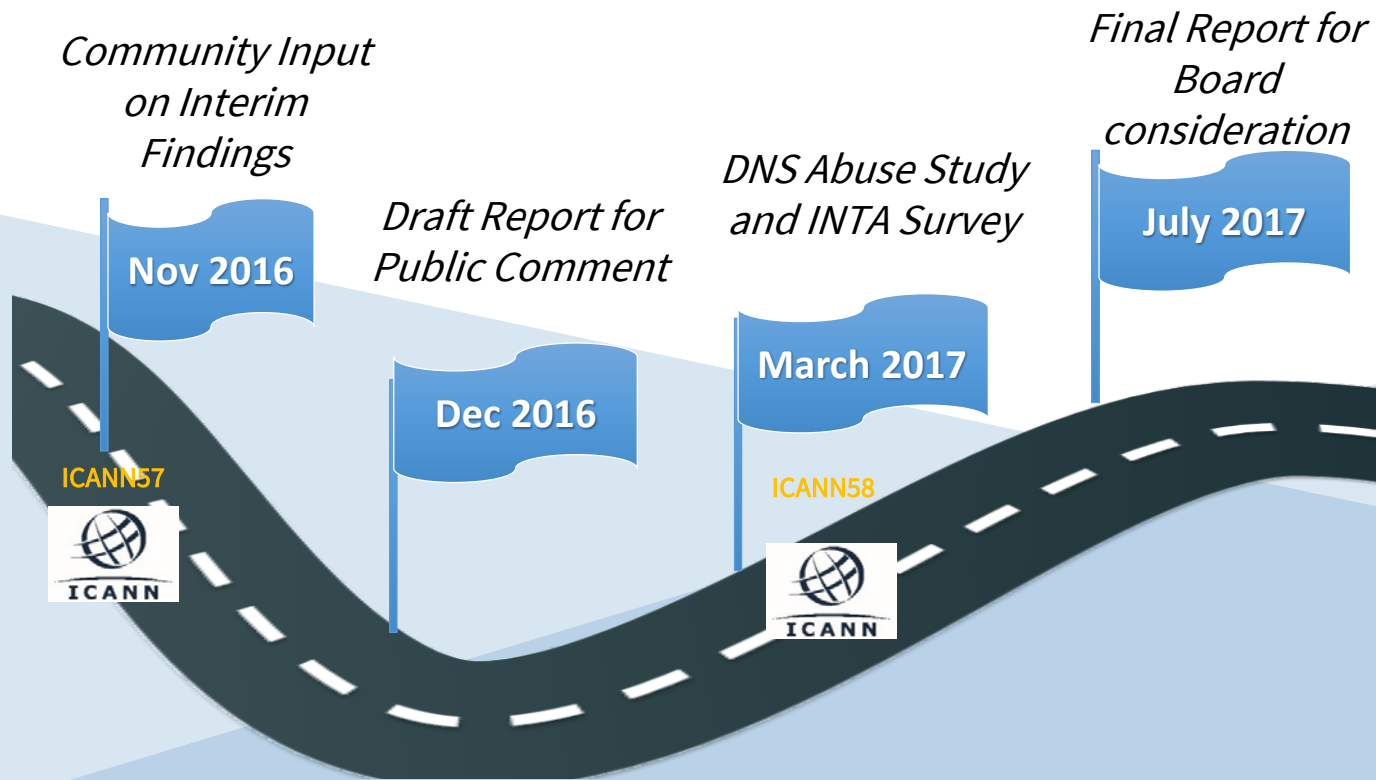 Community Input
on Interim
Findings
Nov 2016
ICANN57
ICANN
Draft Report for
Public Comment
Dec 2016
DNS Abuse Study
and INTA Survey
March 2017
ICANN58
ICANN
Final Report for
Board
consideration
July 2017